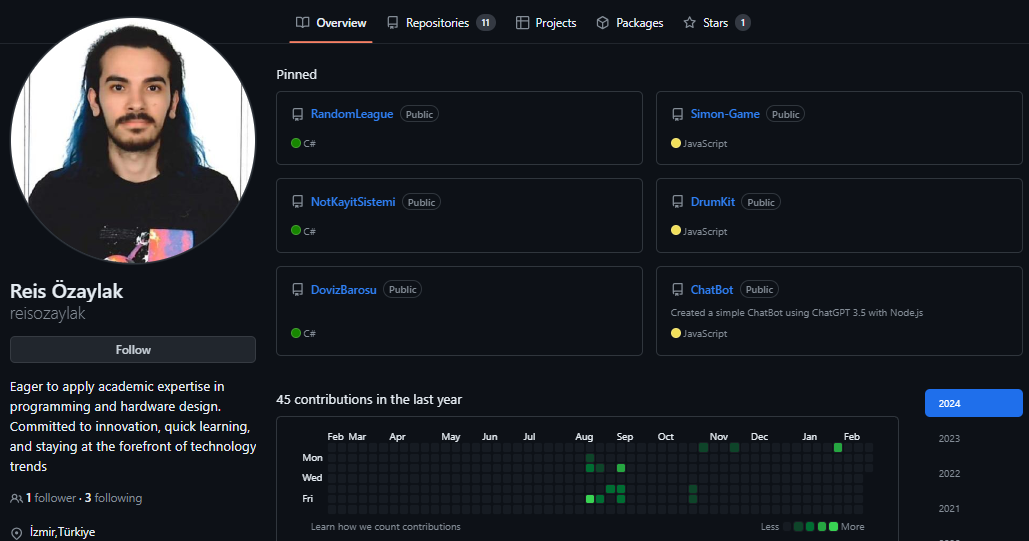 Overview
Repositories 11
Projects
Packages
Stars 1
Pinned
RandomLeague Public
C#
Simon-Game Public
JavaScript
NotKayitSistemi Public
C#
DrumKit Public
JavaScript
DovizBarosu Public
C#
ChatBot Public
Created a simple ChatBot using ChatGPT 3.5 with Node.js
JavaScript
Reis Özaylak
reisozaylak
Follow
Eager to apply academic expertise in
programming and hardware design.
Committed to innovation, quick learning,
and staying at the forefront of technology
trends
1 follower · 3 following
İzmir,Türkiye
45 contributions in the last year
Feb Mar Apr May Jun Jul Aug Sep Oct Nov Dec Jan Feb
Mon
Wed
Fri
Learn how we count contributions
Less More
2024
2023
2022
2021